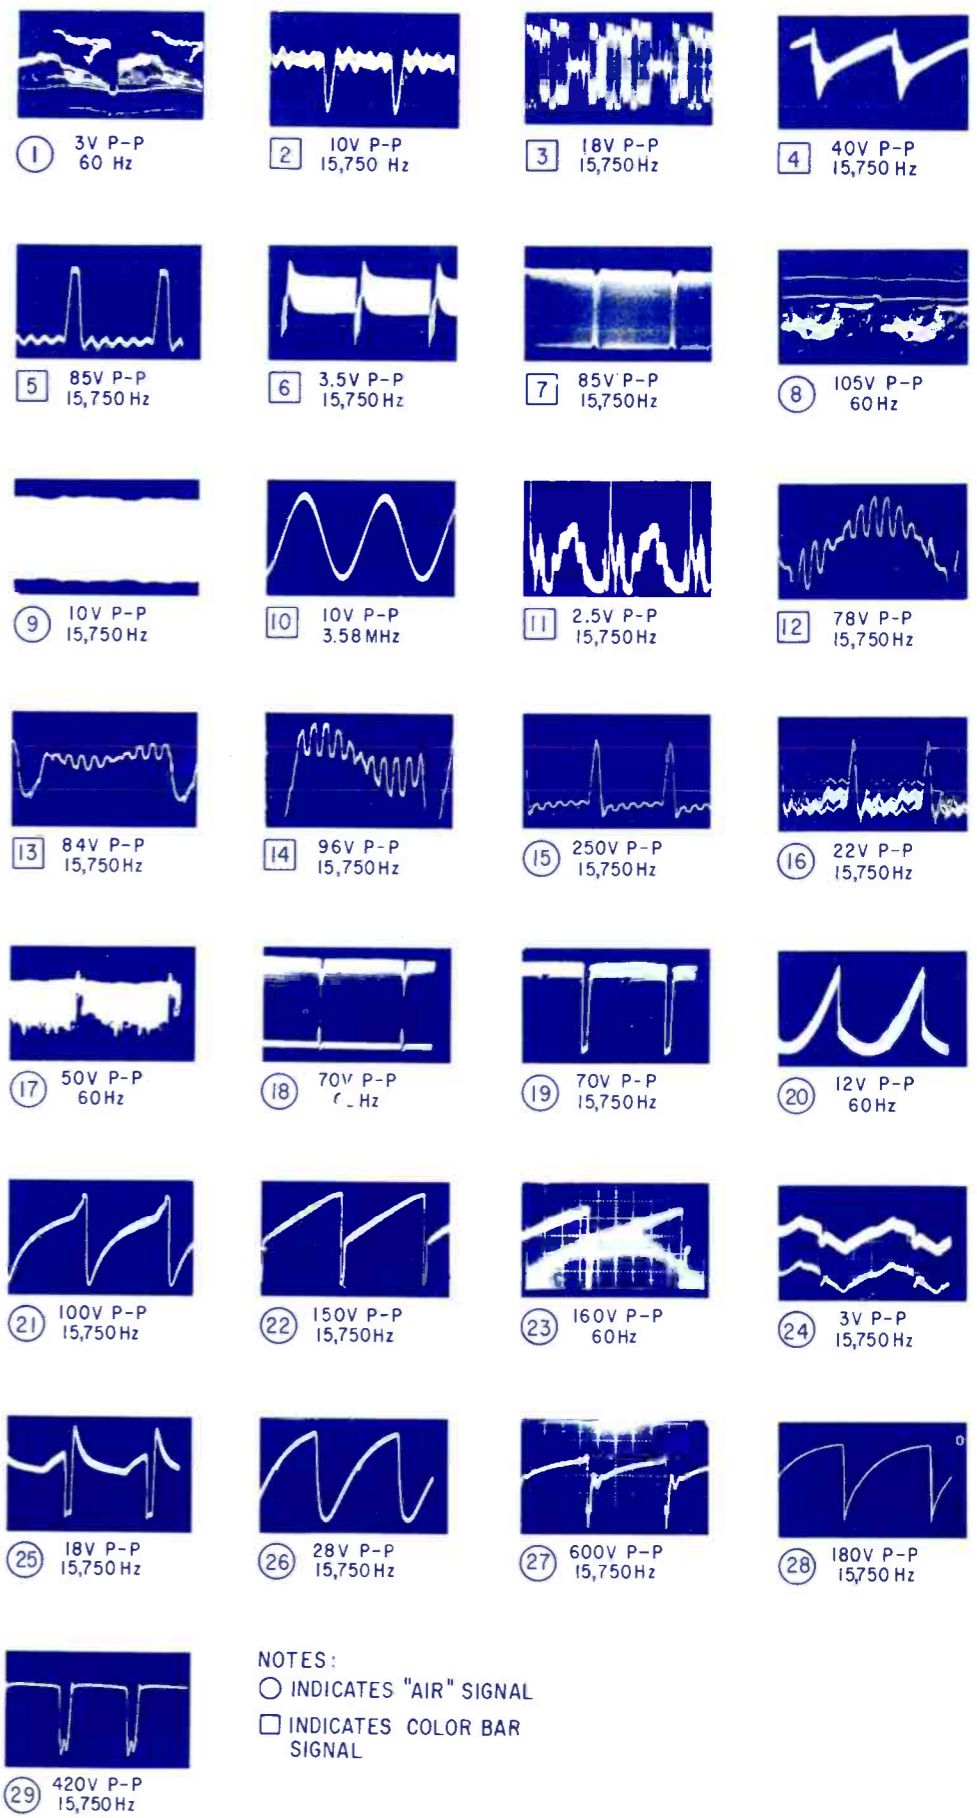 1 3V P-P
60 Hz
2 10V P-P
15,750 Hz
3 18V P-P
15,750 Hz
4 40V P-P
15,750 Hz
5 85V P-P
15,750 Hz
6 3.5V P-P
15,750 Hz
7 85V P-P
15,750 Hz
8 105V P-P
60 Hz
9 10V P-P
15,750 Hz
10 10V P-P
3.58 MHz
11 2.5V P-P
15,750 Hz
12 78V P-P
15,750 Hz
13 84V P-P
15,750 Hz
14 96V P-P
15,750 Hz
15 250V P-P
15,750 Hz
16 22V P-P
15,750 Hz
17 50V P-P
60 Hz
18 70V P-P
Hz
19 70V P-P
15,750 Hz
20 12V P-P
60 Hz
21 100V P-P
15,750 Hz
22 150V P-P
15,750 Hz
23 160V P-P
60 Hz
24 3V P-P
15,750 Hz
25 18V P-P
15,750 Hz
26 28V P-P
15,750 Hz
27 600V P-P
15,750 Hz
28 180V P-P
15,750 Hz
29 420V P-P
15,750 Hz
NOTES:
INDICATES "AIR" SIGNAL
INDICATES COLOR BAR
SIGNAL